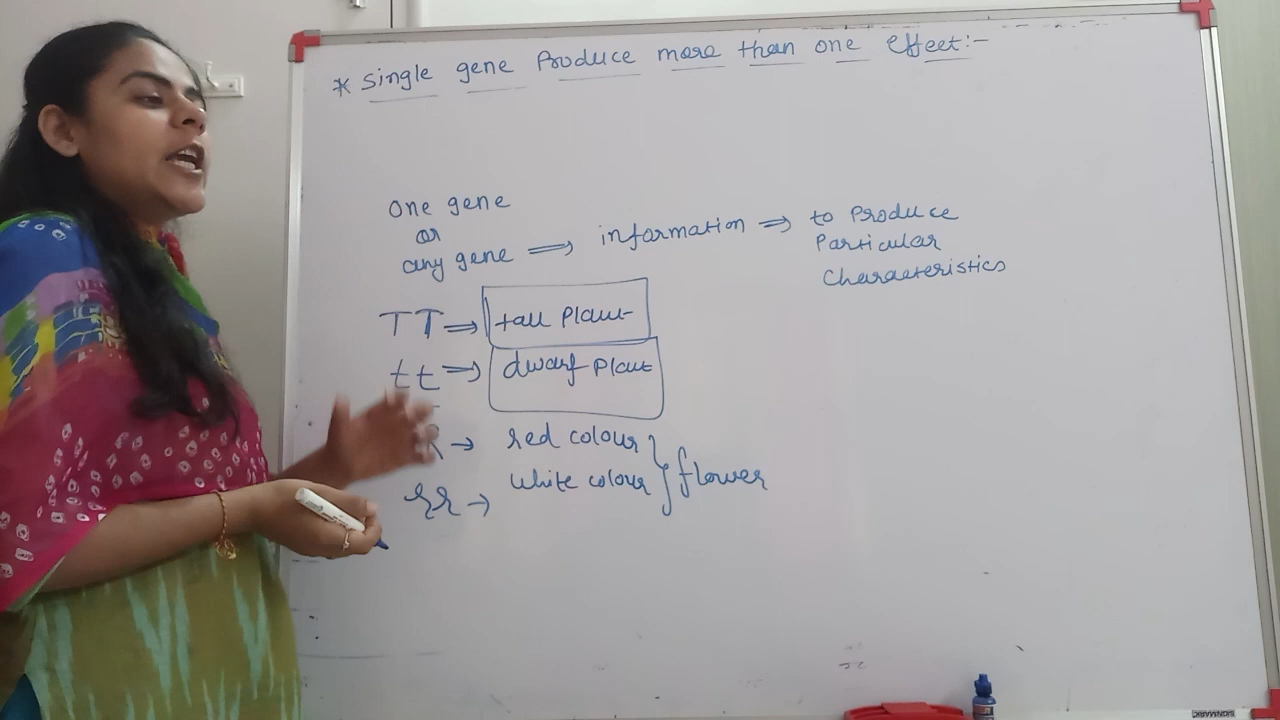 * Single gene Produce more than one effect:-
One gene
or
any gene ⇒ information ⇒ to Produce
Particular
Characteristics
TT ⇒ tall Plant
tt ⇒ dwarf Plant
R → red colour
white colour } flower
rr →